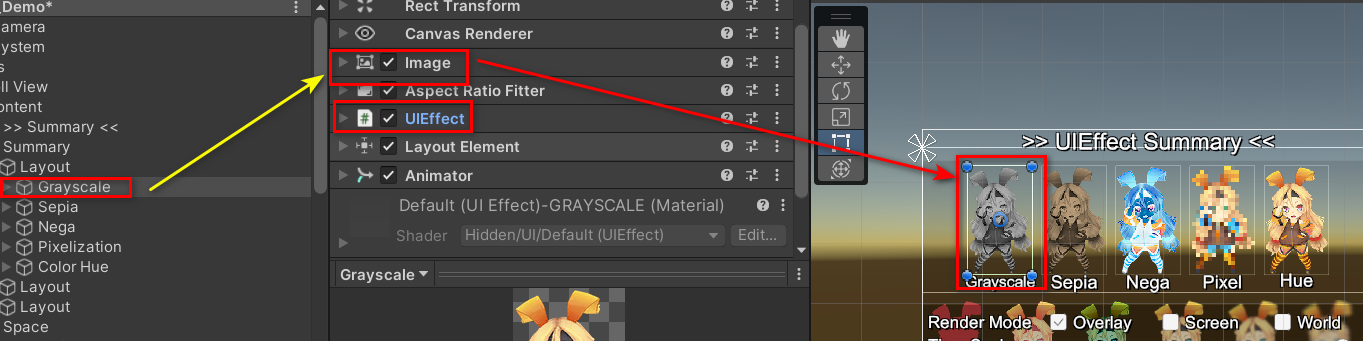 _Demo*
amera
ystem
s
oll View
ontent
>> Summary <<
Summary
Layout
Grayscale
Sepia
Nega
Pixelization
Color Hue
Layout
Layout
Space
Rect Transform
Canvas Renderer
Image
Aspect Ratio Fitter
# UIEffect
Layout Element
Animator
Default (UI Effect)-GRAYSCALE (Material)
Shader Hidden/UI/Default (UIEffect) Edit...
Grayscale
>> UIEffect Summary <<
Grayscale Sepia Nega Pixel Hue
Render Mode Overlay Screen World